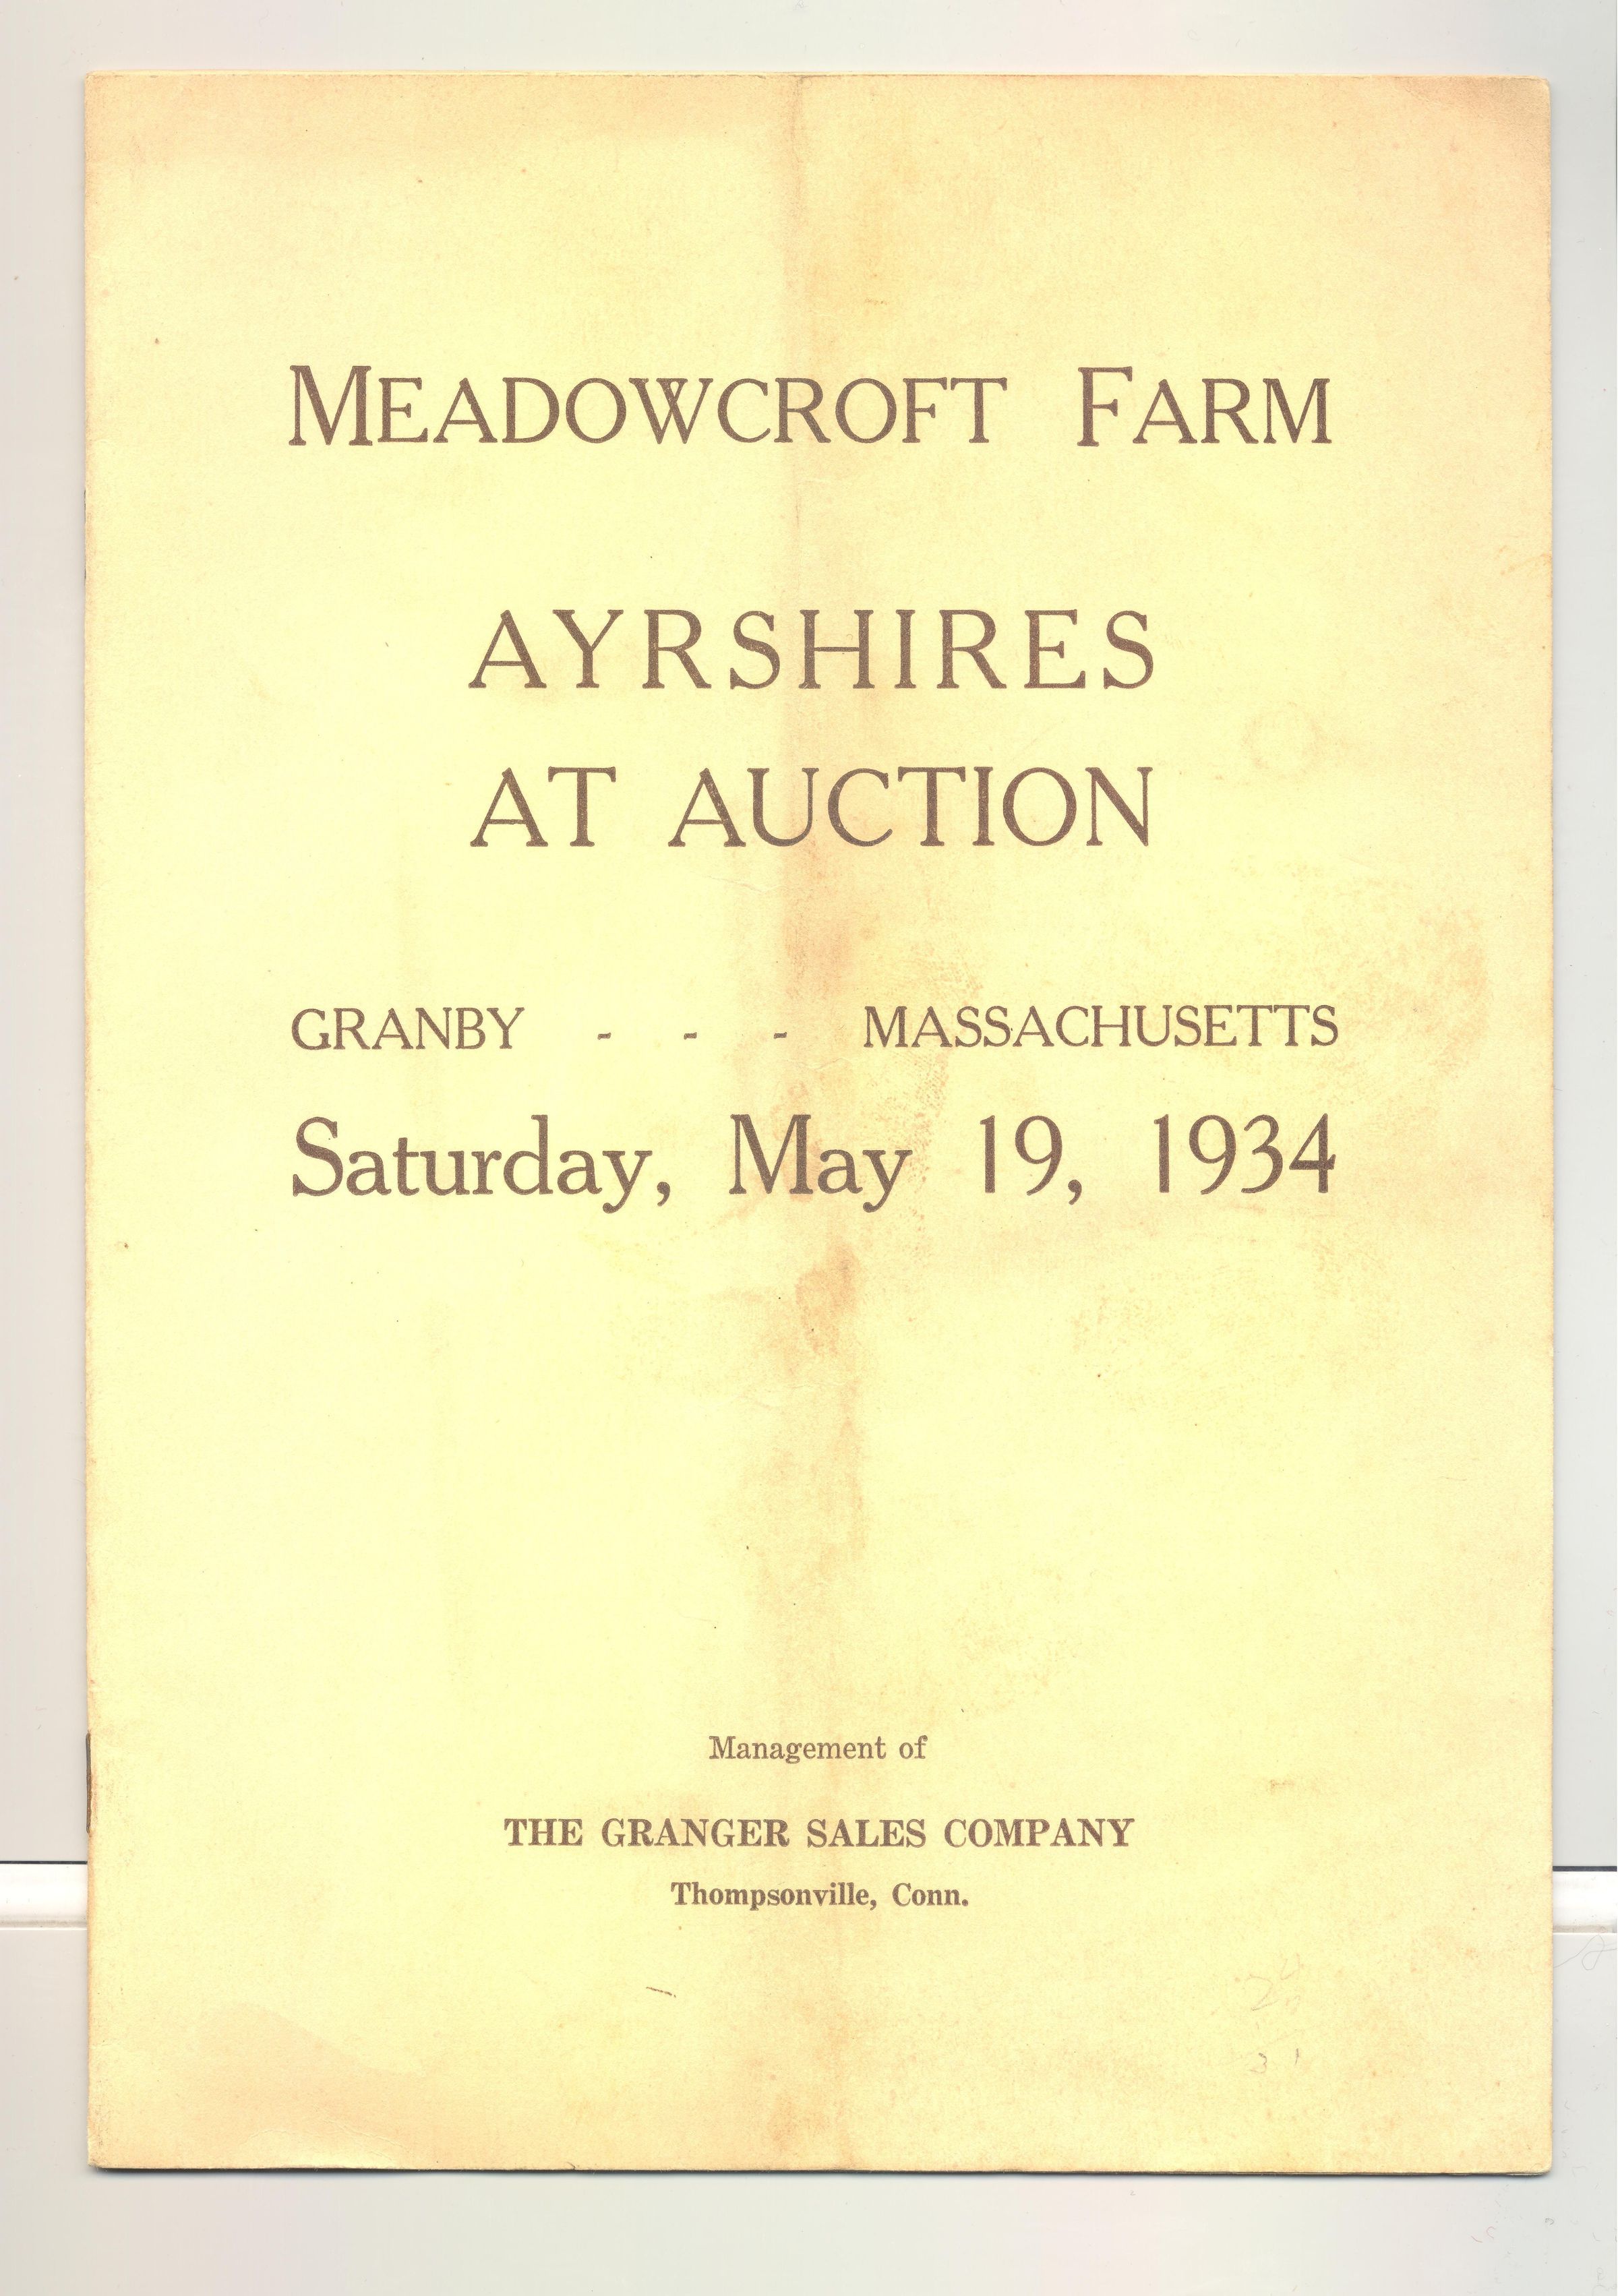 MEADOWCROFT FARM
AYRSHIRES
AT AUCTION
GRANBY - - - MASSACHUSETTS
Saturday, May 19, 1934
Management of
THE GRANGER SALES COMPANY
Thompsonville, Conn.